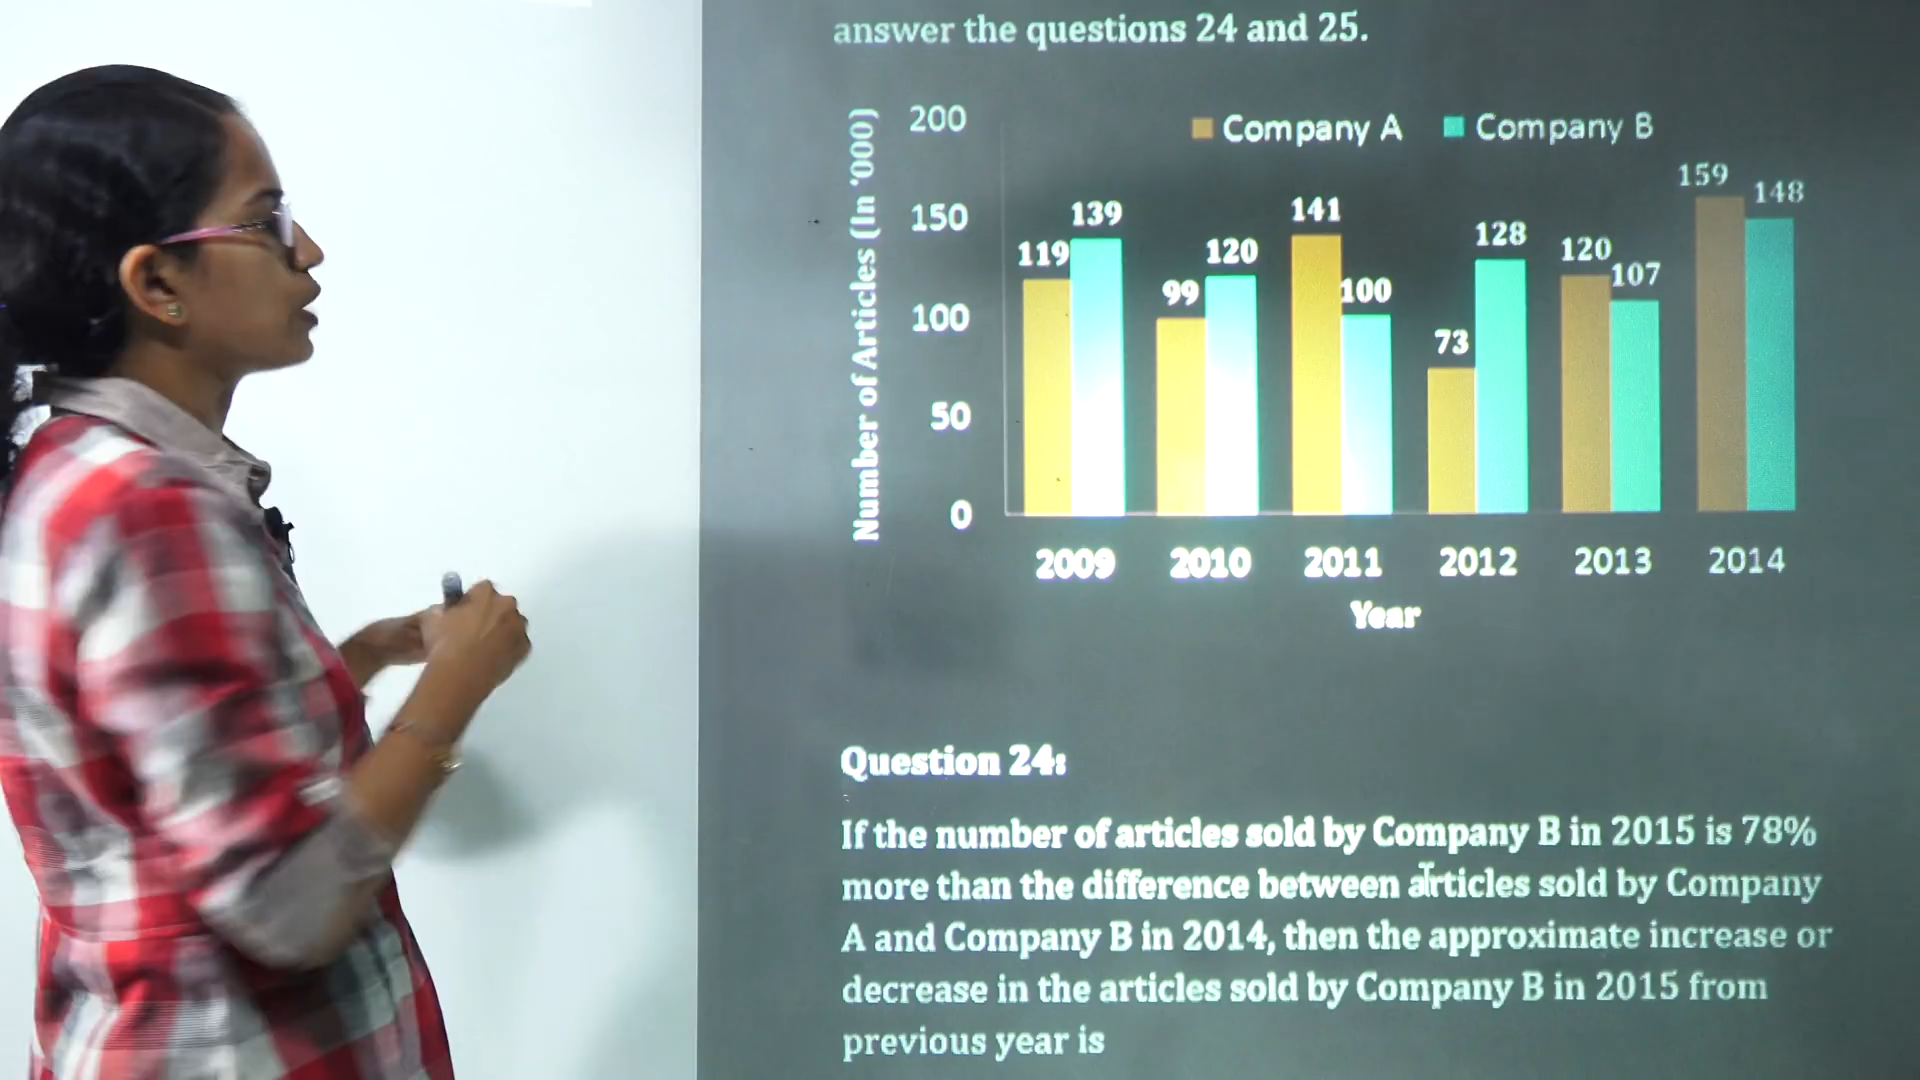 answer the questions 24 and 25.
Number of Articles (In '000)
200
150
100
50
0
Company A
Company B
119
139
99
120
141
100
73
128
120
107
159
148
2009
2010
2011
2012
2013
2014
Year
Question 24:
If the number of articles sold by Company B in 2015 is 78%
more than the difference between articles sold by Company
A and Company B in 2014, then the approximate increase or
decrease in the articles sold by Company B in 2015 from
previous year is